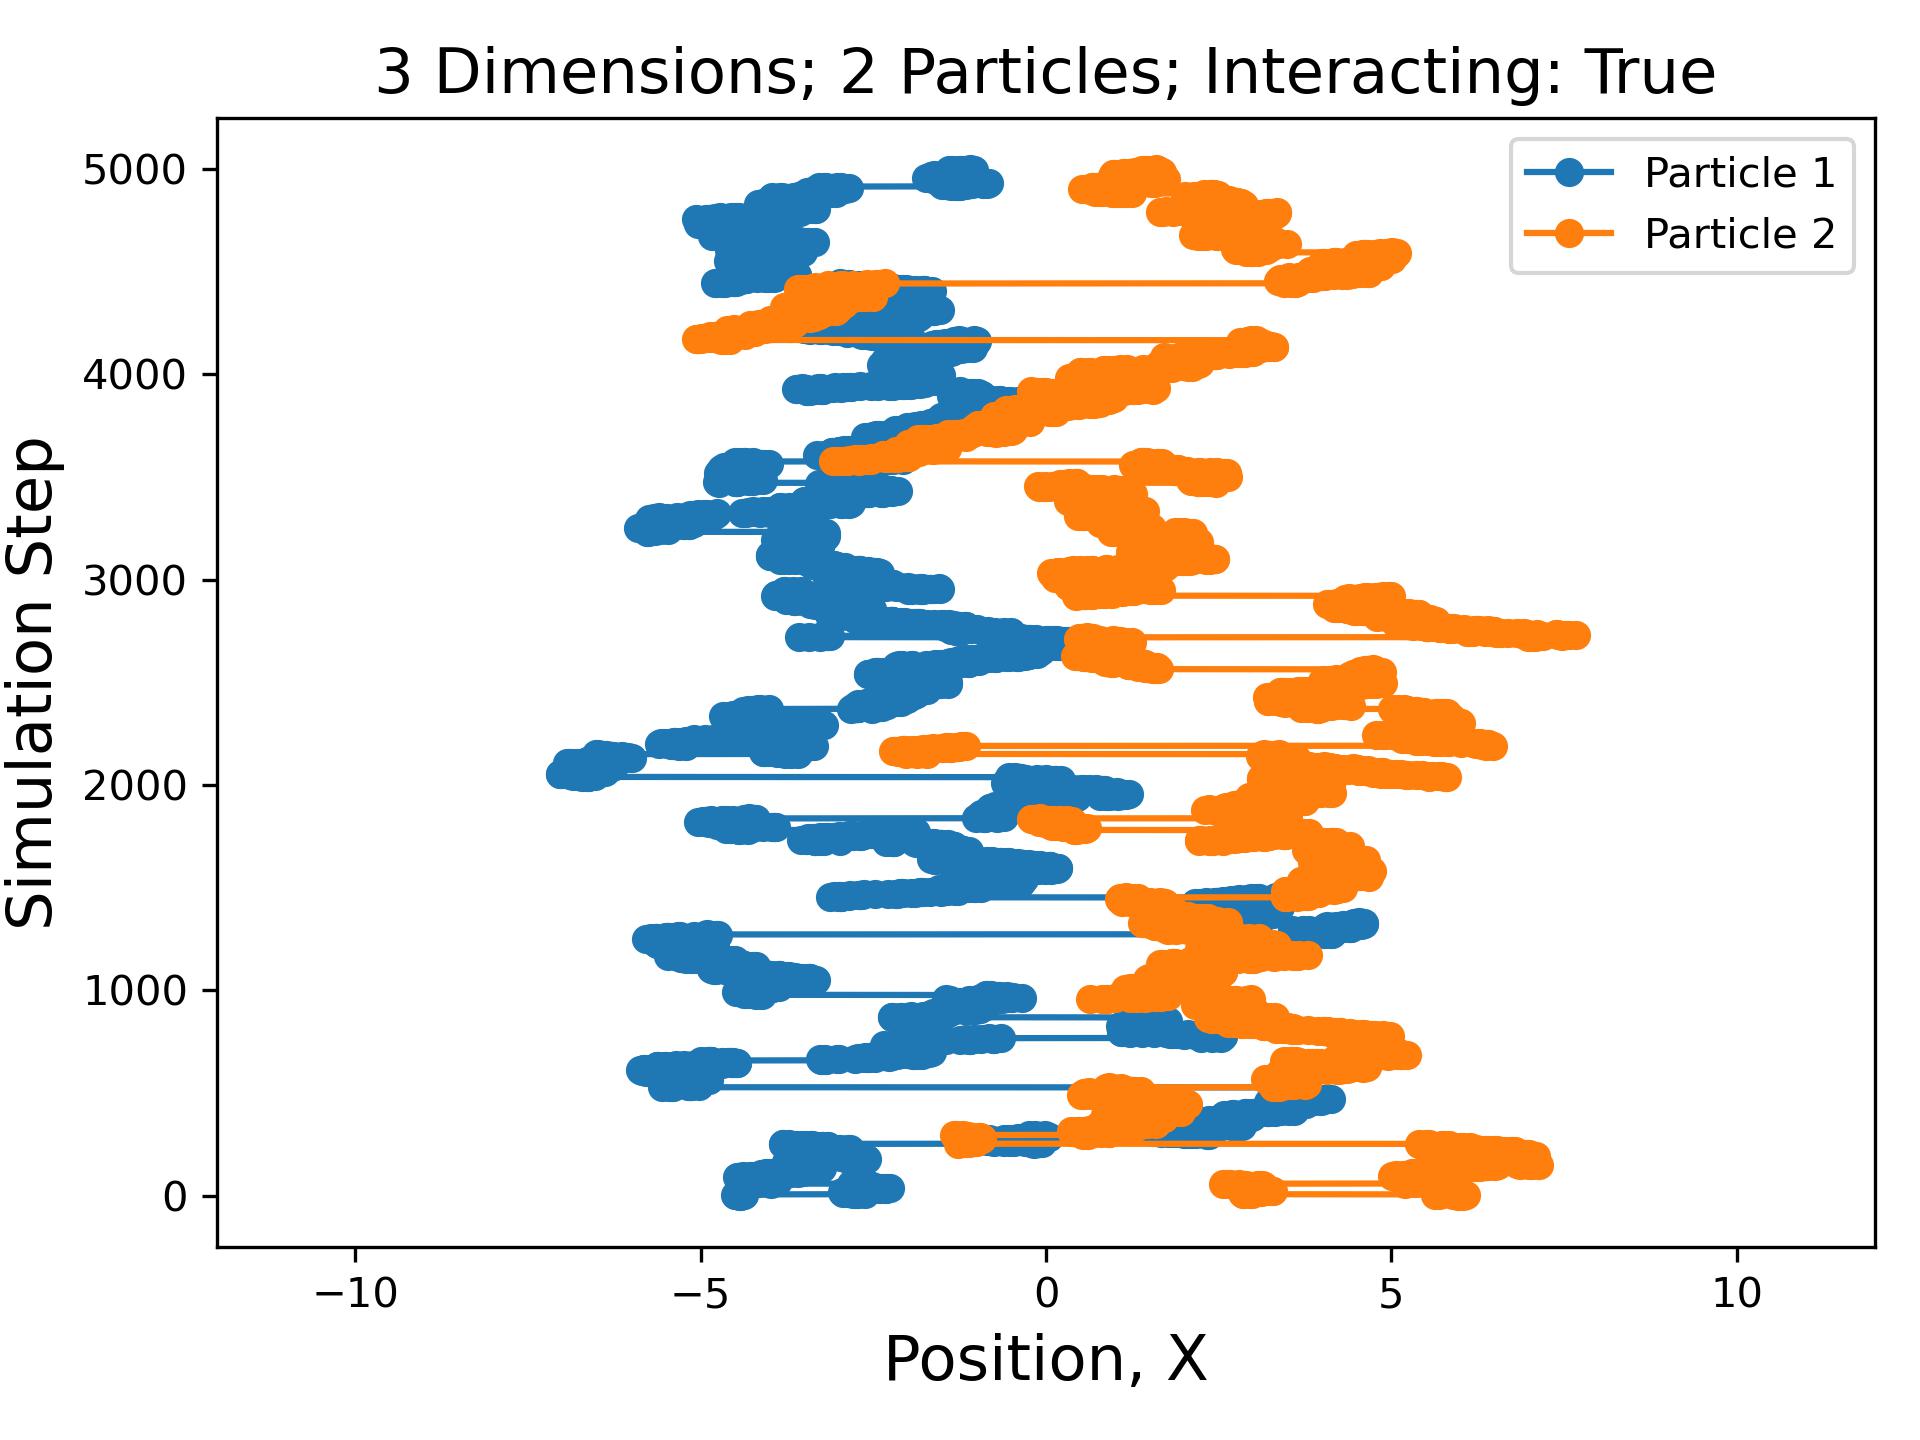 3 Dimensions; 2 Particles; Interacting: True
Particle 1
Particle 2
Simulation Step
5000
4000
3000
2000
1000
0
−10
−5
0
5
10
Position, X